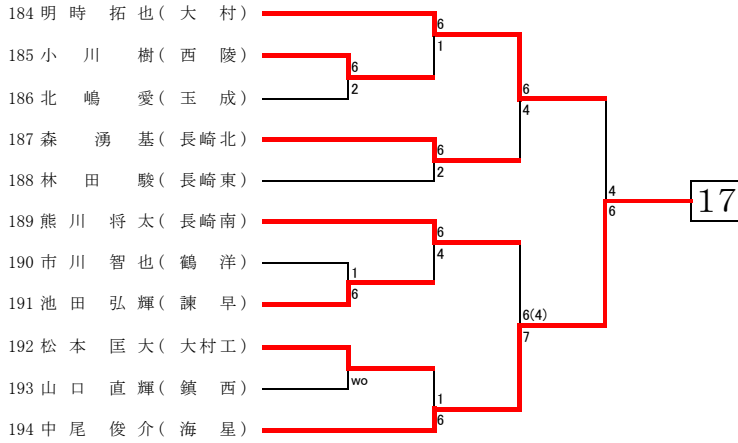 184 明 時 拓 也 ( 大 村 )
6
185 小 川 樹 ( 西 陵 )
1
6
186 北 嶋 愛 ( 玉 成 )
2
6
4
187 森 湧 基 ( 長崎北 )
6
188 林 田 駿 ( 長崎東 )
2
4
17
6
189 熊 川 将 太 ( 長崎南 )
6
190 市 川 智 也 ( 鶴 洋 )
4
1
191 池 田 弘 輝 ( 諫 早 )
6
6(4)
7
192 松 本 匡 大 ( 大村工 )
193 山 口 直 輝 ( 鎮 西 )
wo
1
194 中 尾 俊 介 ( 海 星 )
6